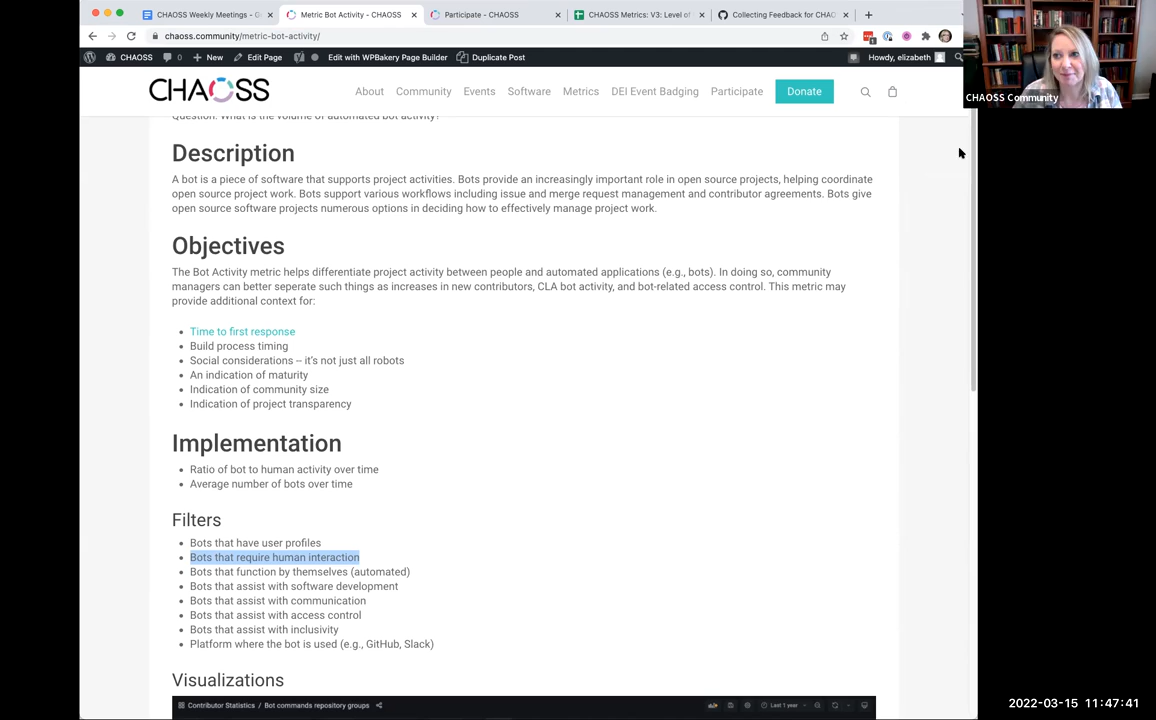 CHAOSS Weekly Meetings - G
Metric Bot Activity - CHAOSS
Participate - CHAOSS
CHAOSS Metrics: V3: Level of
Collecting Feedback for CHAO
chaoss.community/metric-bot-activity/
CHAOSS 0 New Edit Page Edit with WPBakery Page Builder Duplicate Post Howdy, elizabeth
CHAOSS About Community Events Software Metrics DEI Event Badging Participate Donate
CHAOSS Community
Question: What is the volume of automated bot activity?
Description
A bot is a piece of software that supports project activities. Bots provide an increasingly important role in open source projects, helping coordinate
open source project work. Bots support various workflows including issue and merge request management and contributor agreements. Bots give
open source software projects numerous options in deciding how to effectively manage project work.
Objectives
The Bot Activity metric helps differentiate project activity between people and automated applications (e.g., bots). In doing so, community
managers can better seperate such things as increases in new contributors, CLA bot activity, and bot-related access control. This metric may
provide additional context for:
• Time to first response
• Build process timing
• Social considerations -- it's not just all robots
• An indication of maturity
• Indication of community size
• Indication of project transparency
Implementation
• Ratio of bot to human activity over time
• Average number of bots over time
Filters
• Bots that have user profiles
• Bots that require human interaction
• Bots that function by themselves (automated)
• Bots that assist with software development
• Bots that assist with communication
• Bots that assist with access control
• Bots that assist with inclusivity
• Platform where the bot is used (e.g., GitHub, Slack)
Visualizations
Contributor Statistics / Bot commands repository groups
Last 1 year
2022-03-15 11:47:41